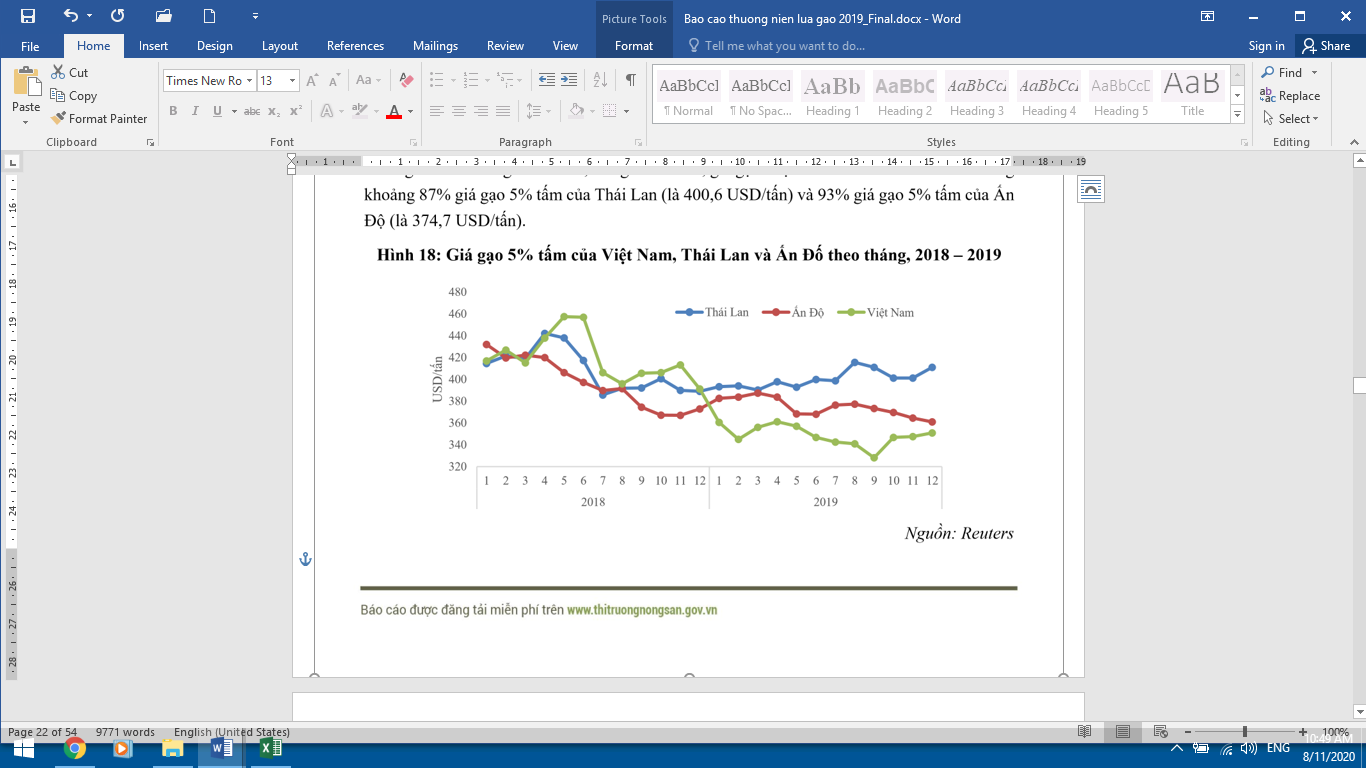 Picture Tools
Bao cao thuong nien lua gao 2019_Final.docx - Word
File Home Insert Design Layout References Mailings Review View Format Tell me what you want to do... Sign in Share
Paste
Cut
Copy
Format Painter
Clipboard
Times New Ro 13
Font
Paragraph
AaBbCcI AaBbCcI AaBb AaBbC AaBbCcI AaBbCcI AaBbCcD AaB
¶ Normal ¶ No Spac... Heading 1 Heading 2 Heading 3 Heading 4 Heading 5 Title
Styles
Find
Replace
Select
Editing
khoảng 87% giá gạo 5% tấm của Thái Lan (là 400,6 USD/tấn) và 93% giá gạo 5% tấm của Ấn
Độ (là 374,7 USD/tấn).
Hình 18: Giá gạo 5% tấm của Việt Nam, Thái Lan và Ấn Đố theo tháng, 2018 – 2019
480
460
440
420
400
380
360
340
320
USD/tấn
Thái Lan Ấn Độ Việt Nam
1 2 3 4 5 6 7 8 9 10 11 12 1 2 3 4 5 6 7 8 9 10 11 12
2018 2019
Nguồn: Reuters
Báo cáo được đăng tải miễn phí trên www.thitruongnongsan.gov.vn
Page 22 of 54 9771 words English (United States) 100%
ENG
10:49 AM
8/11/2020